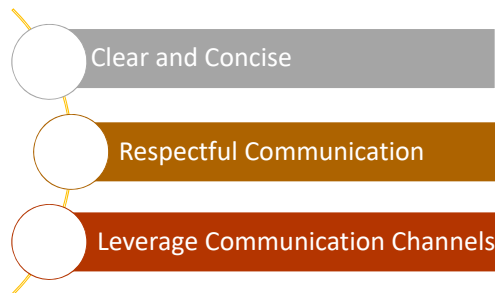 Clear and Concise
Respectful Communication
Leverage Communication Channels